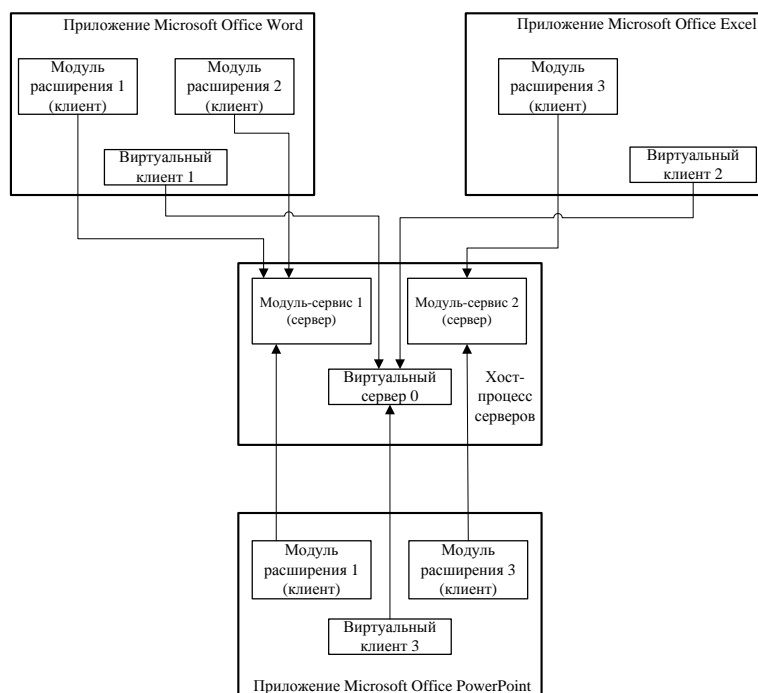 Приложение Microsoft Office Word
Модуль
расширения 1
(клиент)
Модуль
расширения 2
(клиент)
Виртуальный
клиент 1
Приложение Microsoft Office Excel
Модуль
расширения 3
(клиент)
Виртуальный
клиент 2
Модуль-сервис 1
(сервер)
Модуль-сервис 2
(сервер)
Виртуальный
сервер 0
Хост-
процесс
серверов
Модуль
расширения 1
(клиент)
Модуль
расширения 3
(клиент)
Виртуальный
клиент 3
Приложение Microsoft Office PowerPoint